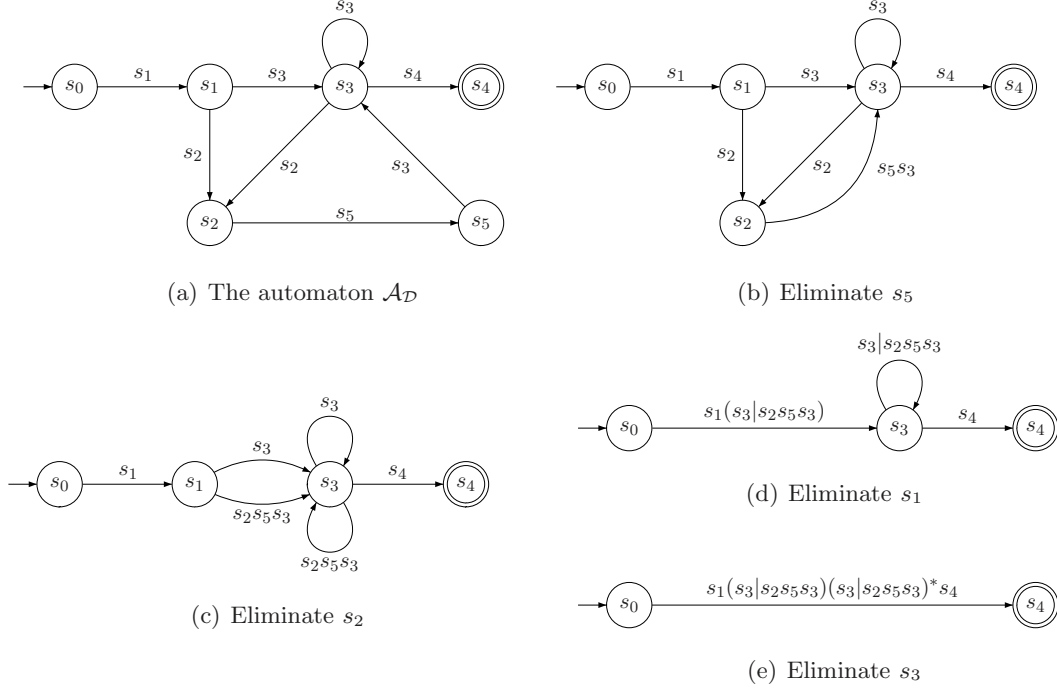 s₃
s₀ s₁ s₁ s₃ s₃ s₄ s₄
s₂ s₂ s₃
s₂ s₅ s₅
(a) The automaton 𝒜_𝒟
s₃
s₀ s₁ s₁ s₃ s₃ s₄ s₄
s₂ s₂ s₅s₃
s₂
(b) Eliminate s₅
s₃
s₀ s₁ s₁ s₃ s₃ s₄ s₄
s₂s₅s₃
s₂s₅s₃
(c) Eliminate s₂
s₃|s₂s₅s₃
s₀ s₁(s₃|s₂s₅s₃) s₃ s₄ s₄
(d) Eliminate s₁
s₀ s₁(s₃|s₂s₅s₃)(s₃|s₂s₅s₃)*s₄ s₄
(e) Eliminate s₃